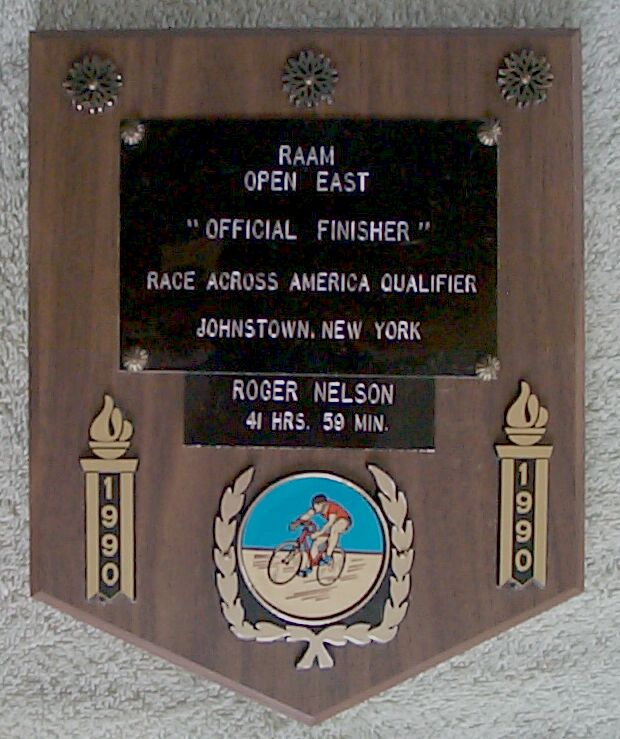 RAAM
OPEN EAST
"OFFICIAL FINISHER"
RACE ACROSS AMERICA QUALIFIER
JOHNSTOWN, NEW YORK
ROGER NELSON
41 HRS. 59 MIN.
1990
1990